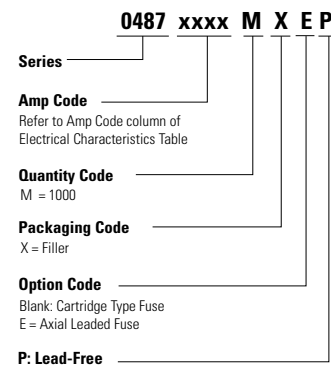 0487 xxxx M X E P
Series
Amp Code
Refer to Amp Code column of
Electrical Characteristics Table
Quantity Code
M = 1000
Packaging Code
X = Filler
Option Code
Blank: Cartridge Type Fuse
E = Axial Leaded Fuse
P: Lead-Free